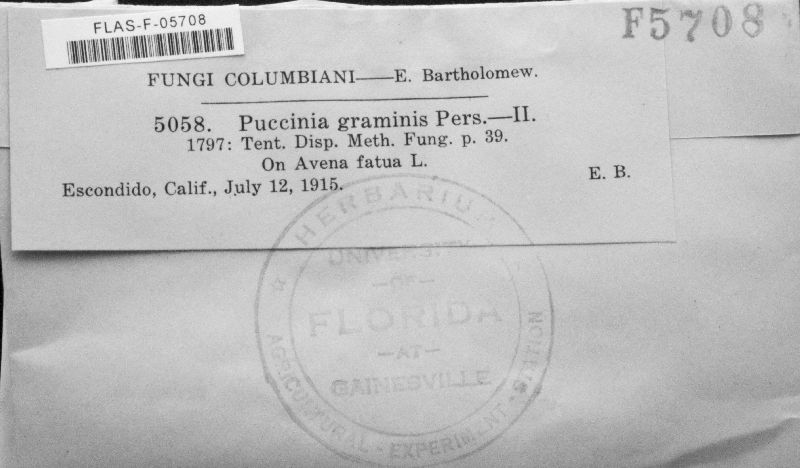 FLAS-F-05708
F5708
FUNGI COLUMBIANI——E. Bartholomew.
5058. Puccinia graminis Pers.—II.
1797: Tent. Disp. Meth. Fung. p. 39.
On Avena fatua L.
Escondido, Calif., July 12, 1915. E. B.
HERBARIUM
UNIVERSITY
—OF—
FLORIDA
—AT—
GAINESVILLE
AGRICULTURAL - EXPERIMENT - STATION